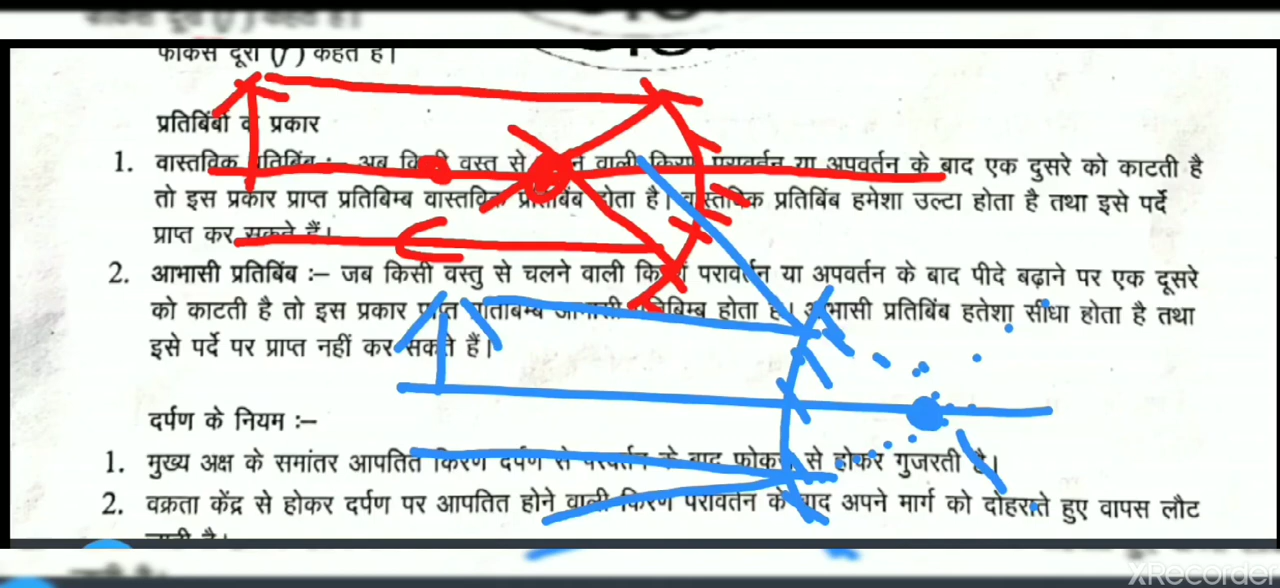 फोकस दूरी (f) कहते हैं।
प्रतिबिंबों के प्रकार
1. वास्तविक प्रतिबिंब :- अब किसी वस्त से वाली किरण परावर्तन या अपवर्तन के बाद एक दुसरे को काटती है
तो इस प्रकार प्राप्त प्रतिबिम्ब वास्तविक प्रतिबिंब होता है। वास्तविक प्रतिबिंब हमेशा उल्टा होता है तथा इसे पर्दे
प्राप्त कर सकते हैं।
2. आभासी प्रतिबिंब :– जब किसी वस्तु से चलने वाली किरणें परावर्तन या अपवर्तन के बाद पीदे बढ़ाने पर एक दूसरे
को काटती है तो इस प्रकार प्राप्त प्रतिबिम्ब आभासी प्रतिबिम्ब होता है। आभासी प्रतिबिंब हतेशा सीधा होता है तथा
इसे पर्दे पर प्राप्त नहीं कर सकते हैं।
दर्पण के नियम :–
1. मुख्य अक्ष के समांतर आपतित किरण दर्पण से परवर्तन के बाद फोकस से होकर गुजरती है।
2. वक्रता केंद्र से होकर दर्पण पर आपतित होने वाली किरण परावर्तन के बाद अपने मार्ग को दोहराते हुए वापस लौट
XRecorder